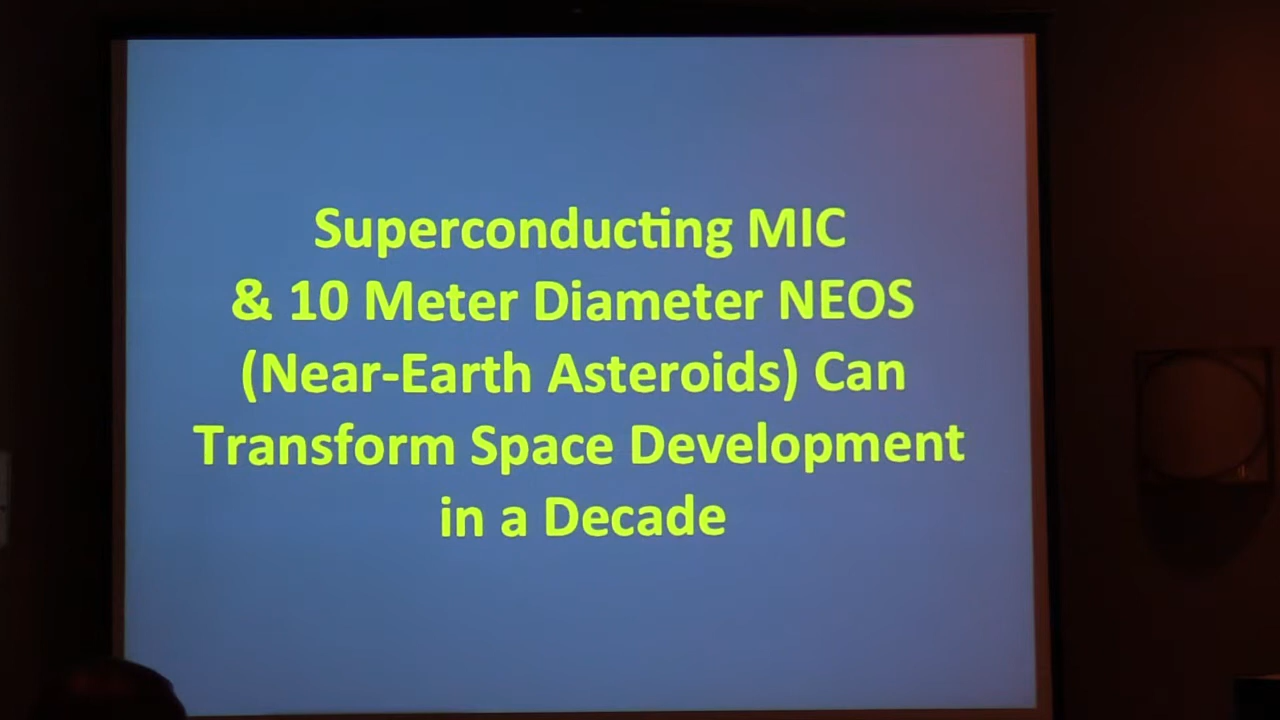 Superconducting MIC
& 10 Meter Diameter NEOS
(Near-Earth Asteroids) Can
Transform Space Development
in a Decade